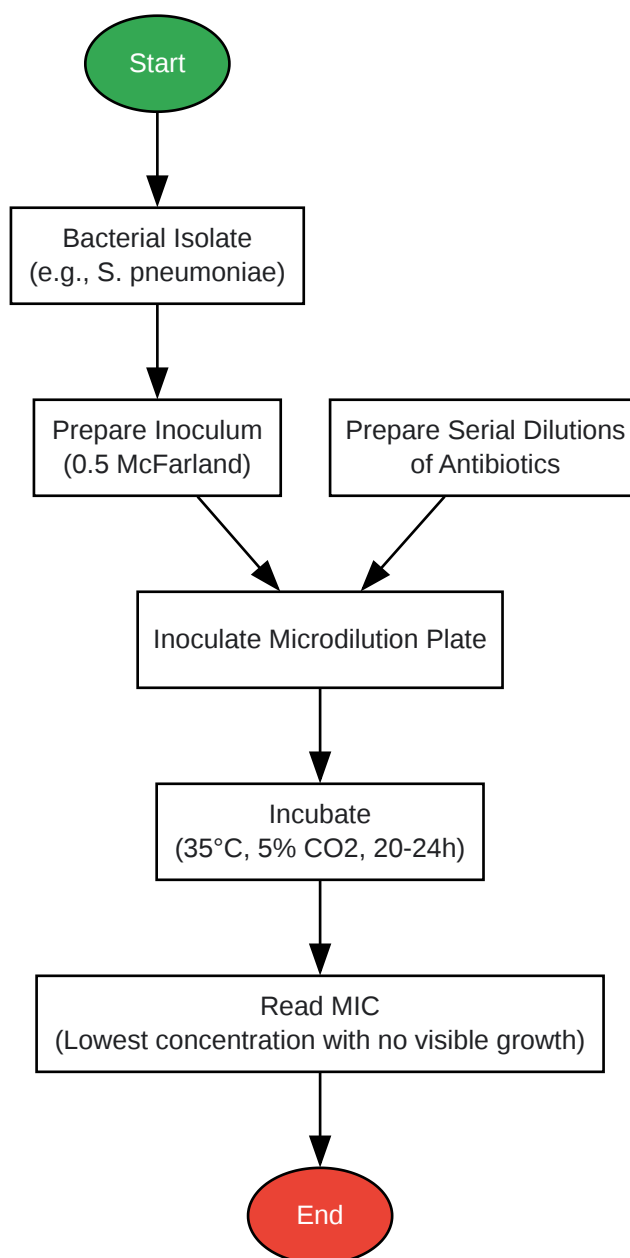 Start
Bacterial Isolate
(e.g., S. pneumoniae)
Prepare Inoculum
(0.5 McFarland)
Prepare Serial Dilutions
of Antibiotics
Inoculate Microdilution Plate
Incubate
(35°C, 5% CO2, 20-24h)
Read MIC
(Lowest concentration with no visible growth)
End